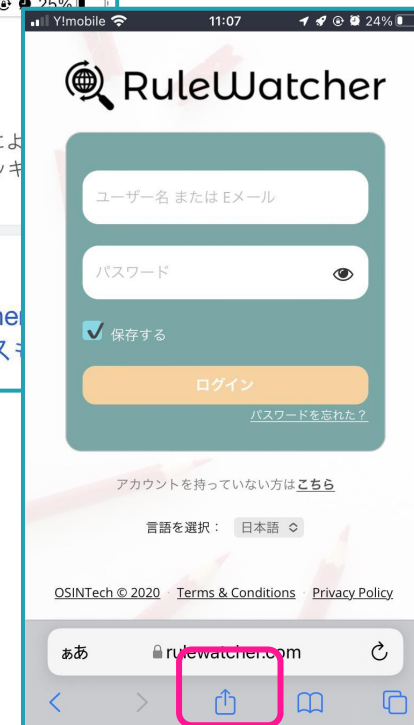 25%
Y!mobile 11:07 24%
RuleWatcher
ユーザー名 または Eメール
パスワード
保存する
ログイン
パスワードを忘れた？
アカウントを持っていない方はこちら
言語を選択： 日本語
OSINTech © 2020 · Terms & Conditions · Privacy Policy
ぁあ rulewatcher.com